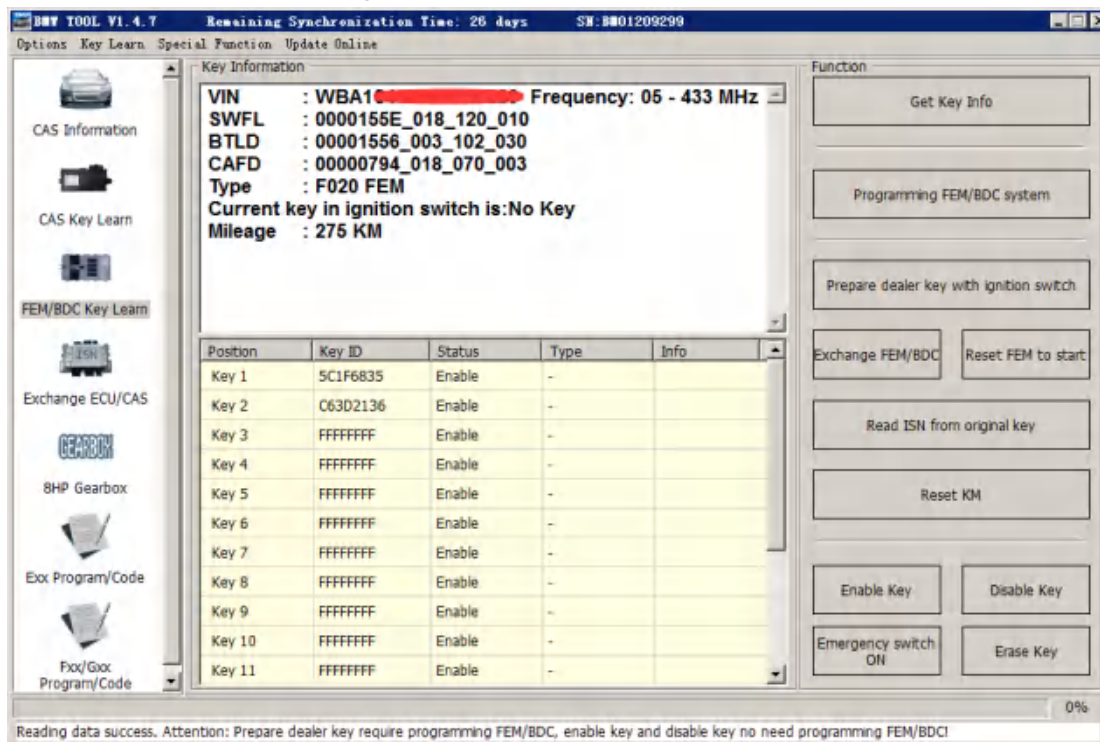 BMW TOOL V1.4.7 Remaining Synchronization Time: 26 days SN:BM01209299
Options Key Learn Special Function Update Online
CAS Information
CAS Key Learn
FEM/BDC Key Learn
ISN
Exchange ECU/CAS
GEARBOX
8HP Gearbox
Exx Program/Code
Fxx/Gxx
Program/Code
Key Information
VIN : WBA1 Frequency: 05 - 433 MHz
SWFL : 0000155E_018_120_010
BTLD : 00001556_003_102_030
CAFD : 00000794_018_070_003
Type : F020 FEM
Current key in ignition switch is:No Key
Mileage : 275 KM
Position Key ID Status Type Info
Key 1 5C1F6835 Enable -
Key 2 C63D2136 Enable -
Key 3 FFFFFFFF Enable -
Key 4 FFFFFFFF Enable -
Key 5 FFFFFFFF Enable -
Key 6 FFFFFFFF Enable -
Key 7 FFFFFFFF Enable -
Key 8 FFFFFFFF Enable -
Key 9 FFFFFFFF Enable -
Key 10 FFFFFFFF Enable -
Key 11 FFFFFFFF Enable -
Function
Get Key Info
Programming FEM/BDC system
Prepare dealer key with ignition switch
Exchange FEM/BDC Reset FEM to start
Read ISN from original key
Reset KM
Enable Key Disable Key
Emergency switch
ON
Erase Key
0%
Reading data success. Attention: Prepare dealer key require programming FEM/BDC, enable key and disable key no need programming FEM/BDC!